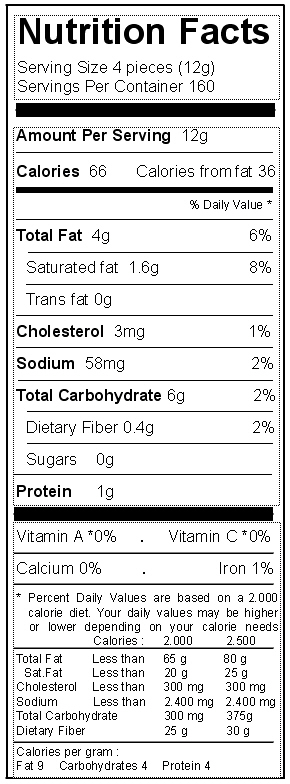 Nutrition Facts
Serving Size 4 pieces (12g)
Servings Per Container 160
Amount Per Serving 12g
Calories 66 Calories from fat 36
% Daily Value *
Total Fat 4g 6%
Saturated fat 1.6g 8%
Trans fat 0g
Cholesterol 3mg 1%
Sodium 58mg 2%
Total Carbohydrate 6g 2%
Dietary Fiber 0.4g 2%
Sugars 0g
Protein 1g
Vitamin A *0% . Vitamin C *0%
Calcium 0% . Iron 1%
* Percent Daily Values are based on a 2.000
calorie diet. Your daily values may be higher
or lower depending on your calorie needs
Calories : 2.000 2.500
Total Fat Less than 65 g 80 g
Sat.Fat Less than 20 g 25 g
Cholesterol Less than 300 mg 300 mg
Sodium Less than 2.400 mg 2.400 mg
Total Carbohydrate 300 mg 375g
Dietary Fiber 25 g 30 g
Calories per gram :
Fat 9 Carbohydrates 4 Protein 4